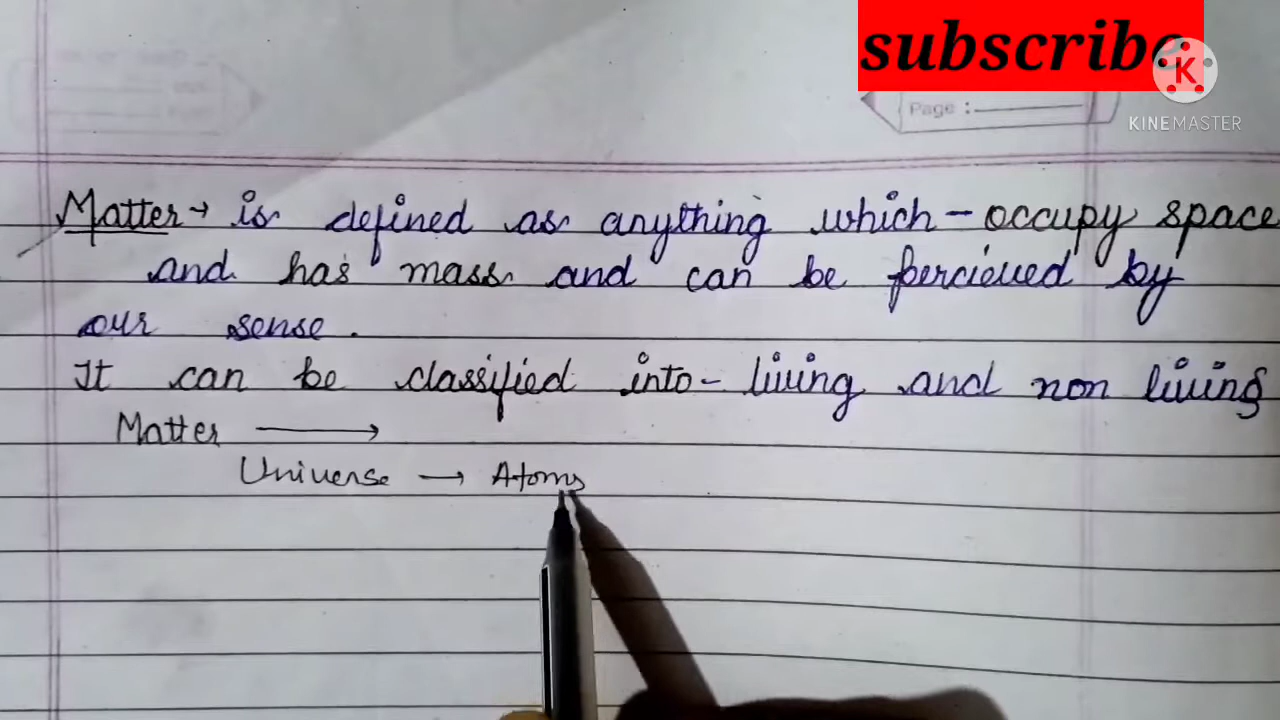 subscribe
K
KINEMASTER
Page :
Matter → is defined as anything which - occupy space
and has mass and can be percieved by
our sense .
It can be classified into - living and non living
Matter →
Universe → Atoms